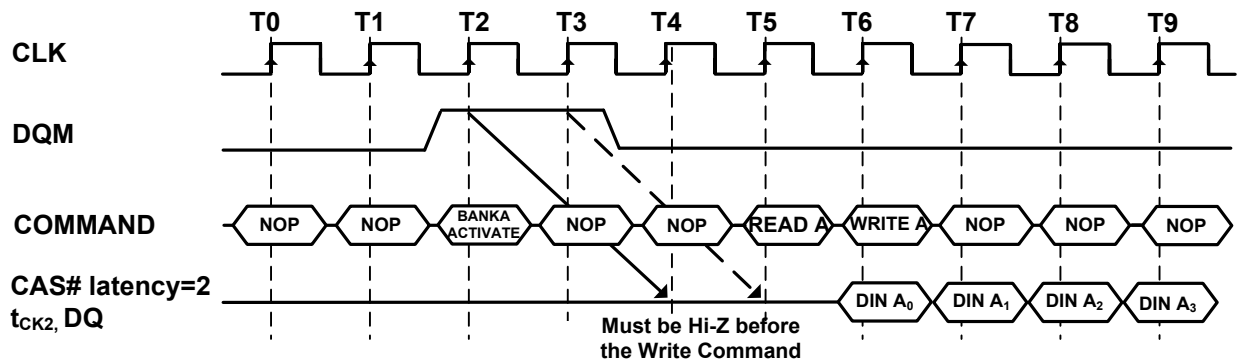 T0 T1 T2 T3 T4 T5 T6 T7 T8 T9
CLK
DQM
COMMAND NOP NOP BANKA ACTIVATE NOP NOP READ A WRITE A NOP NOP NOP
CAS# latency=2
tCK2, DQ
DIN A0 DIN A1 DIN A2 DIN A3
Must be Hi-Z before
the Write Command